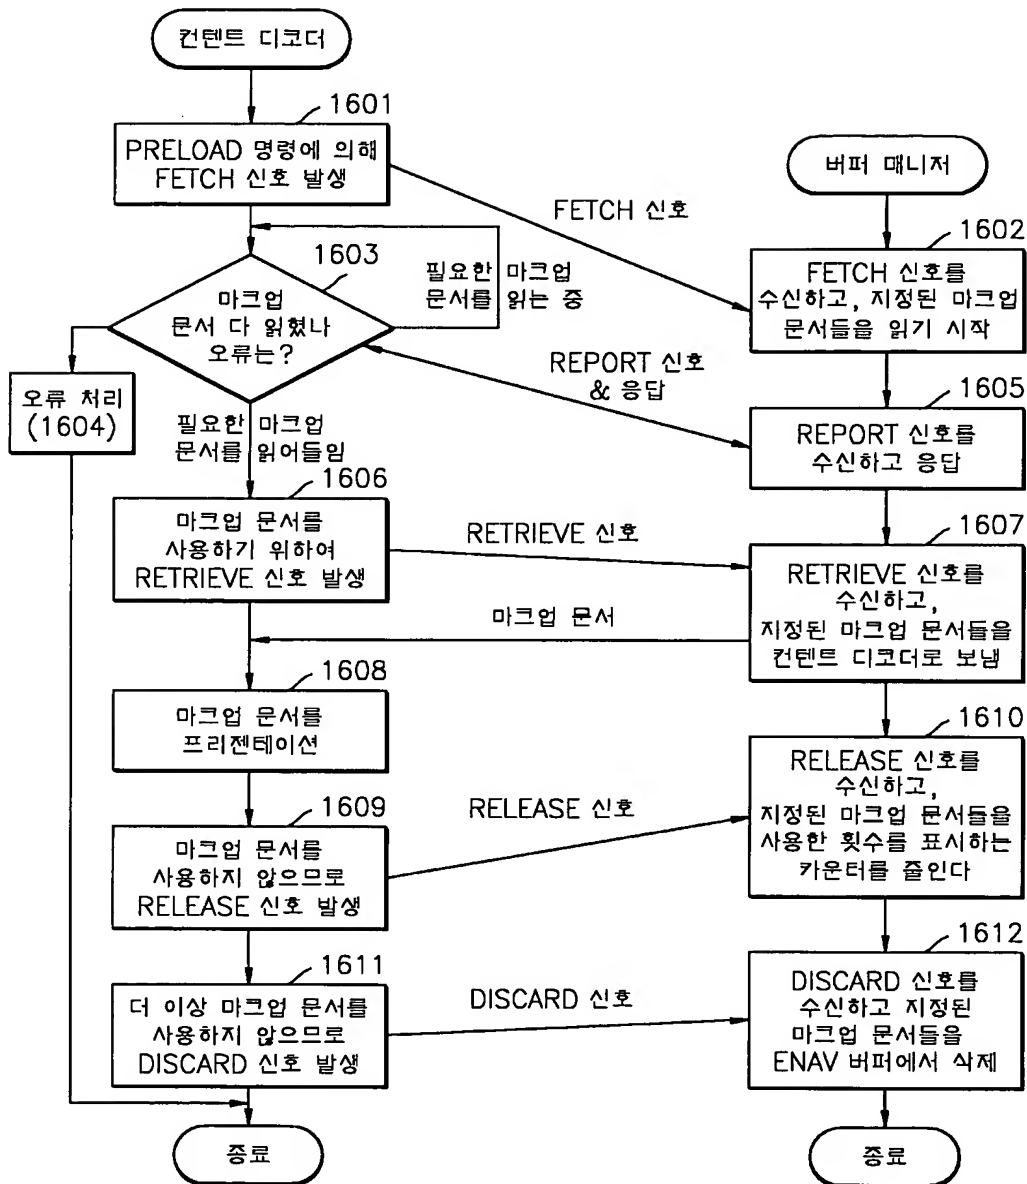 컨텐트 디코더
1601
PRELOAD 명령에 의해
FETCH 신호 발생
버퍼 매니저
FETCH 신호
1602
FETCH 신호를
수신하고, 지정된 마크업
문서들을 읽기 시작
1603
마크업
문서 다 읽혔나
오류는?
필요한 마크업
문서를 읽는 중
REPORT 신호
& 응답
오류 처리
(1604)
필요한 마크업
문서를 읽어들임
1605
REPORT 신호를
수신하고 응답
1606
마크업 문서를
사용하기 위하여
RETRIEVE 신호 발생
RETRIEVE 신호
1607
RETRIEVE 신호를
수신하고,
지정된 마크업 문서들을
컨텐트 디코더로 보냄
마크업 문서
1608
마크업 문서를
프리젠테이션
1609
마크업 문서를
사용하지 않으므로
RELEASE 신호 발생
RELEASE 신호
1610
RELEASE 신호를
수신하고,
지정된 마크업 문서들을
사용한 횟수를 표시하는
카운터를 줄인다
1611
더 이상 마크업 문서를
사용하지 않으므로
DISCARD 신호 발생
DISCARD 신호
1612
DISCARD 신호를
수신하고 지정된
마크업 문서들을
ENAV 버퍼에서 삭제
종료
종료